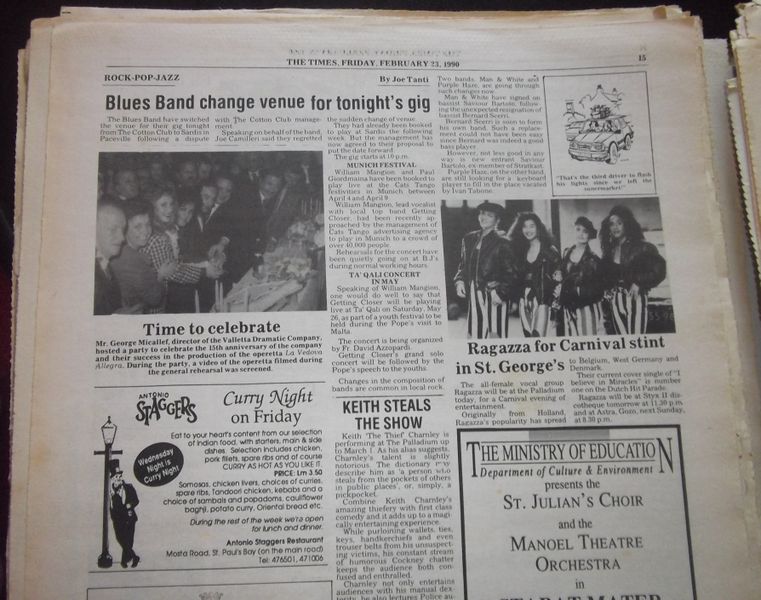 THE TIMES, FRIDAY, FEBRUARY 23, 1990
15
ROCK-POP-JAZZ
By Joe Tanti
Blues Band change venue for tonight's gig
The Blues Band have switched
the venue for their gig tonight
from The Cotton Club to Sardis in
Paceville following a dispute
with The Cotton Club manage-
ment.
Speaking on behalf of the band,
Joe Camilleri said they regretted
the sudden change of venue.
They had already been booked
to play at Sardis the following
week. But the management has
now agreed to their proposal to
put the date forward.
The gig starts at 10 p.m.
MUNICH FESTIVAL
William Mangion and Paul
Giordmaina have been booked to
play live at the Cats Tango
festivities in Munich between
April 4 and April 9.
William Mangion, lead vocalist
with local top band Getting
Closer, had been recently ap-
proached by the management of
Cats Tango advertising agency
to play in Munich to a crowd of
over 60,000 people.
Rehearsals for the concert have
been quietly going on at B.J's
during normal working hours.
TA' QALI CONCERT
IN MAY
Speaking of William Mangion,
one would do well to say that
Getting Closer will be playing
live at Ta' Qali on Saturday, May
26, as part of a youth festival to be
held during the Pope's visit to
Malta.
The concert is being organized
by Fr. David Azzopardi.
Getting Closer's grand solo
concert will be followed by the
Pope's speech to the youths.
Changes in the composition of
bands are common in local rock.
Two bands, Man & White and
Purple Haze, are going through
such changes now.
Man & White have signed on
bassist Saviour Bartolo, follow-
ing the unexpected resignation of
bassist Bernard Scerri.
Bernard Scerri is soon to form
his own band. Such a replace-
ment could not have been easy
since Bernard was indeed a good
bass player.
However, not less good in any
way is new entrant Saviour
Bartolo, ex-member of Stratkast.
Purple Haze, on the other hand,
are still looking for a keyboard
player to fill in the place vacated
by Ivan Tabone.
"That's the third driver to flash
his lights since we left the
supermarket!"
Time to celebrate
Mr. George Micallef, director of the Valletta Dramatic Company,
hosted a party to celebrate the 15th anniversary of the company
and their success in the production of the operetta La Vedova
Allegra. During the party, a video of the operetta filmed during
the general rehearsal was screened.
Ragazza for Carnival stint
in St. George's
The all-female vocal group
Ragazza will be at the Palladium
today, for a Carnival evening of
entertainment.
Originally from Holland,
Ragazza's popularity has spread
to Belgium, West Germany and
Denmark.
Their current cover single of "I
believe in Miracles" is number
one on the Dutch Hit Parade.
Ragazza will be at Styx II dis-
cotheque tomorrow at 11.30 p.m.
and at Astra, Gozo, next Sunday,
at 8.30 p.m.
ANTONIO
STAGGERS
Curry Night
on Friday
Wednesday
Night is
Curry Night
Eat to your heart's content from our selection
of Indian food, with starters, main & side
dishes. Selection includes chicken,
pork fillets, spare ribs and of course
CURRY AS HOT AS YOU LIKE IT.
PRICE: Lm 3.50
Somosas, chicken livers, choices of curries,
spare ribs, Tandoori chicken, kebabs and a
choice of sambals and popadoms, cauliflower
baghji, potato curry, Oriental bread etc.
During the rest of the week we're open
for lunch and dinner.
Antonio Staggers Restaurant
Mosta Road, St. Paul's Bay (on the main road)
Tel: 476501, 471006
KEITH STEALS
THE SHOW
Keith 'The Thief' Charnley is
performing at The Palladium up
to March 1. As his alias suggests,
Charnley's talent is slightly
notorious. The dictionary may
describe him as 'a person who
steals from the pockets of others
in public places', or, simply, a
pickpocket.
Combine Keith Charnley's
amazing thievery with first class
comedy and it adds up to a magi-
cally entertaining experience.
While purloining wallets, ties,
keys, handkerchiefs and even
trouser belts from his unsuspect-
ing victims, his constant stream
of humorous Cockney chatter
keeps the audience both con-
fused and enthralled.
Charnley not only entertains
audiences with his manual dex-
terity, he also lectures Police au-
THE MINISTRY OF EDUCATION
Department of Culture & Environment
presents the
ST. JULIAN'S CHOIR
and the
MANOEL THEATRE
ORCHESTRA
in
STABAT MATER